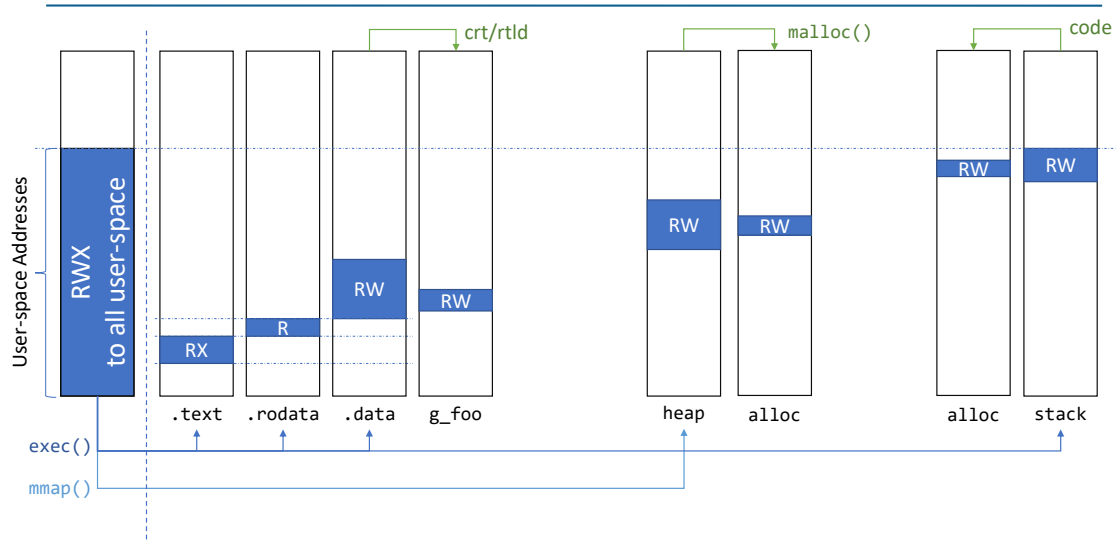 crt/rtld
malloc()
code
User-space Addresses
RWX
to all user-space
RX
R
RW
RW
RW
RW
RW
RW
.text
.rodata
.data
g_foo
heap
alloc
alloc
stack
exec()
mmap()